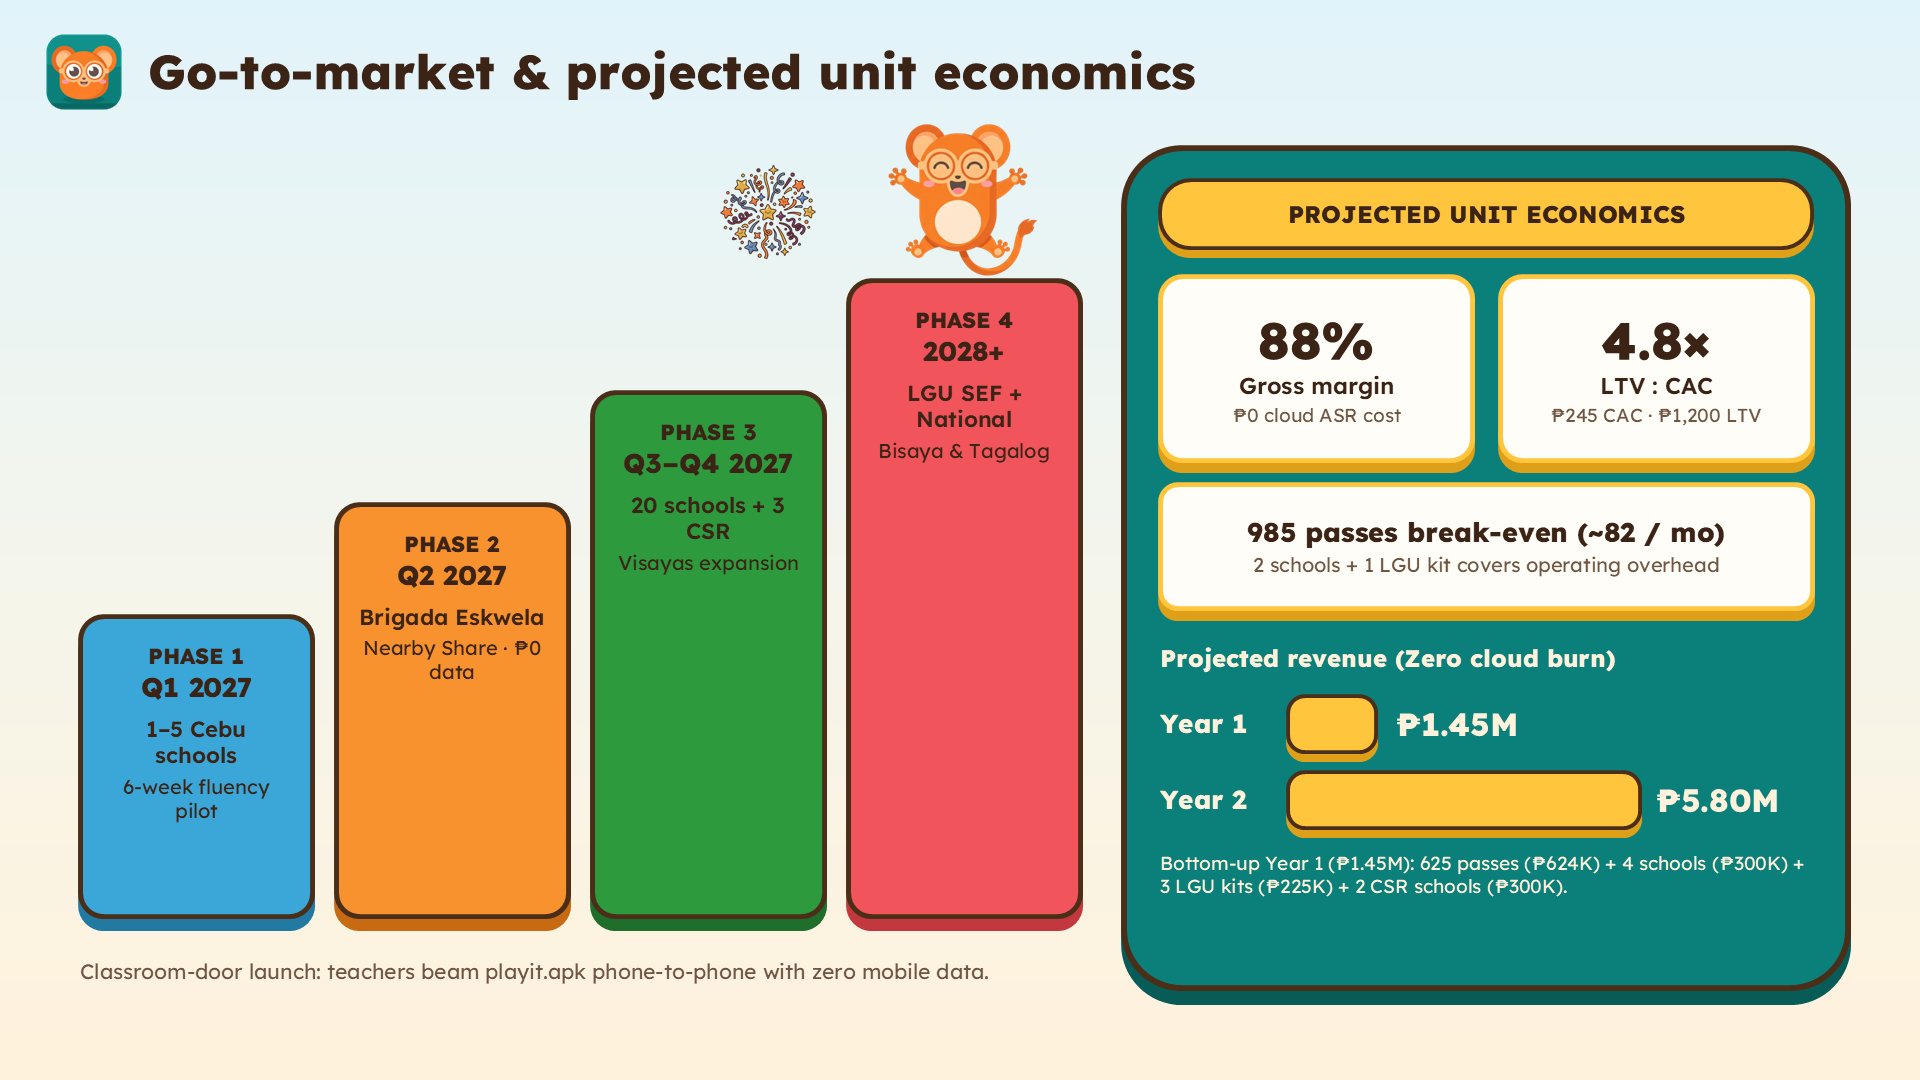 Go-to-market & projected unit economics
PHASE 1
Q1 2027
1–5 Cebu
schools
6-week fluency
pilot
PHASE 2
Q2 2027
Brigada Eskwela
Nearby Share · ₱0
data
PHASE 3
Q3–Q4 2027
20 schools + 3
CSR
Visayas expansion
PHASE 4
2028+
LGU SEF +
National
Bisaya & Tagalog
Classroom-door launch: teachers beam playit.apk phone-to-phone with zero mobile data.
PROJECTED UNIT ECONOMICS
88%
Gross margin
₱0 cloud ASR cost
4.8×
LTV : CAC
₱245 CAC · ₱1,200 LTV
985 passes break-even (~82 / mo)
2 schools + 1 LGU kit covers operating overhead
Projected revenue (Zero cloud burn)
Year 1 ₱1.45M
Year 2 ₱5.80M
Bottom-up Year 1 (₱1.45M): 625 passes (₱624K) + 4 schools (₱300K) +
3 LGU kits (₱225K) + 2 CSR schools (₱300K).